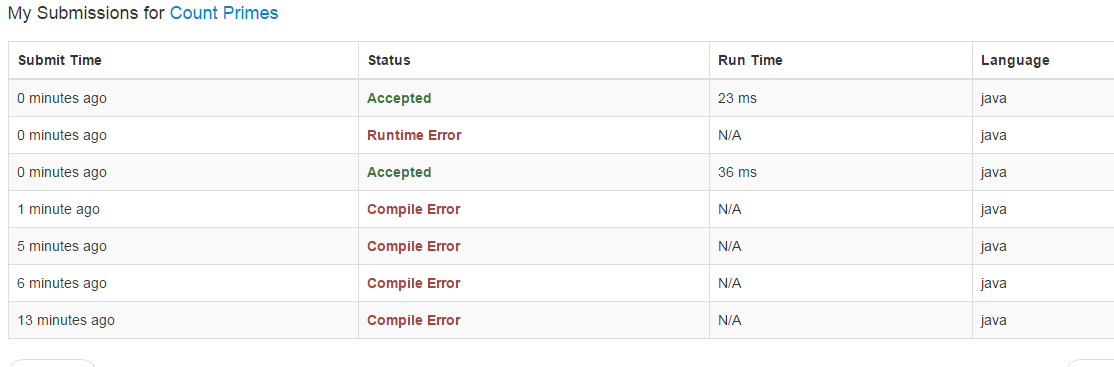 My Submissions for Count Primes
Submit Time Status Run Time Language
0 minutes ago Accepted 23 ms java
0 minutes ago Runtime Error N/A java
0 minutes ago Accepted 36 ms java
1 minute ago Compile Error N/A java
5 minutes ago Compile Error N/A java
6 minutes ago Compile Error N/A java
13 minutes ago Compile Error N/A java